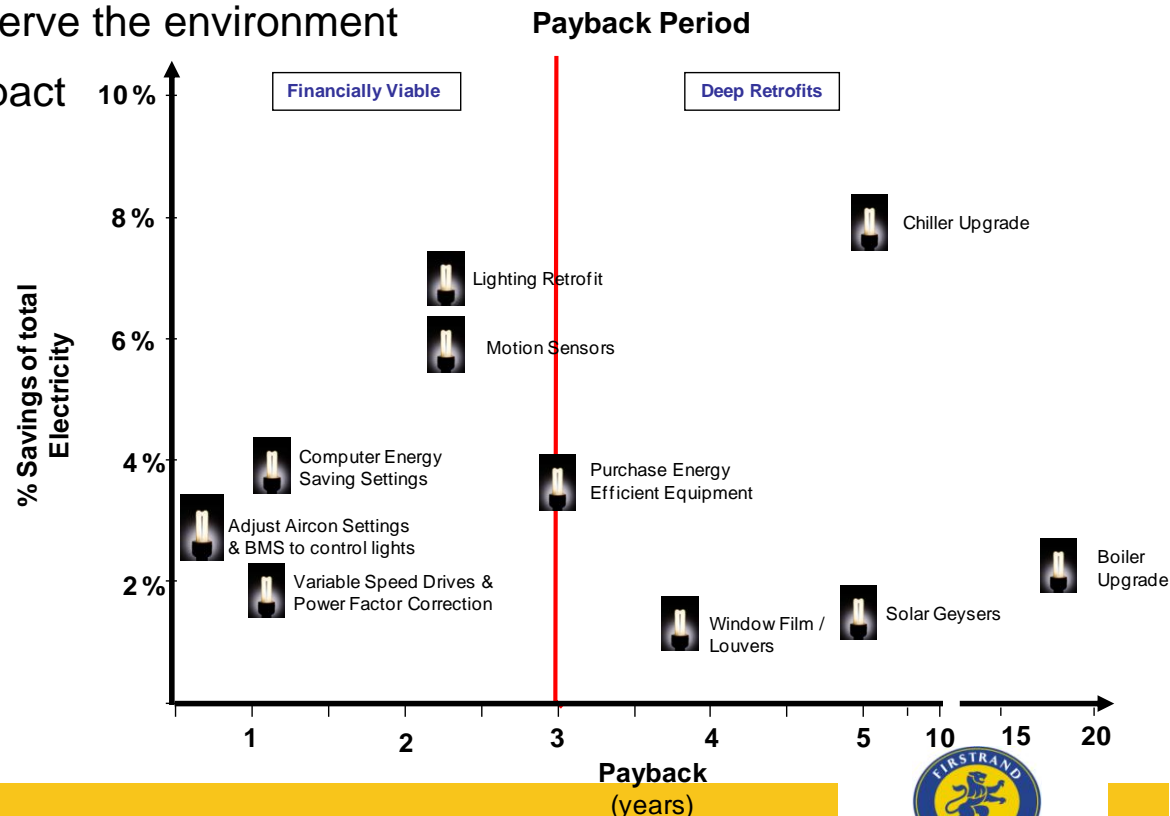 erve the environment
Payback Period
pact
10%
Financially Viable
Deep Retrofits
8%
Chiller Upgrade
Lighting Retrofit
6%
Motion Sensors
% Savings of total
Electricity
4%
Computer Energy
Saving Settings
Purchase Energy
Efficient Equipment
Adjust Aircon Settings
& BMS to control lights
2%
Variable Speed Drives &
Power Factor Correction
Boiler
Upgrade
Window Film /
Louvers
Solar Geysers
1 2 3 4 5 10 15 20
Payback
(years)
FIRSTRAND